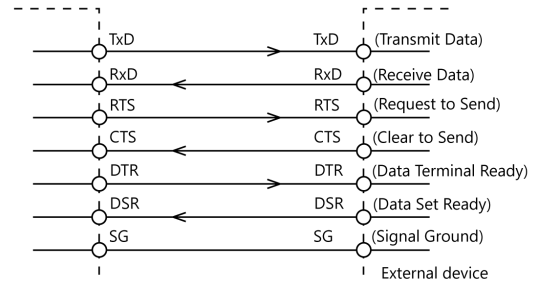 TxD TxD (Transmit Data)
RxD RxD (Receive Data)
RTS RTS (Request to Send)
CTS CTS (Clear to Send)
DTR DTR (Data Terminal Ready)
DSR DSR (Data Set Ready)
SG SG (Signal Ground)
External device